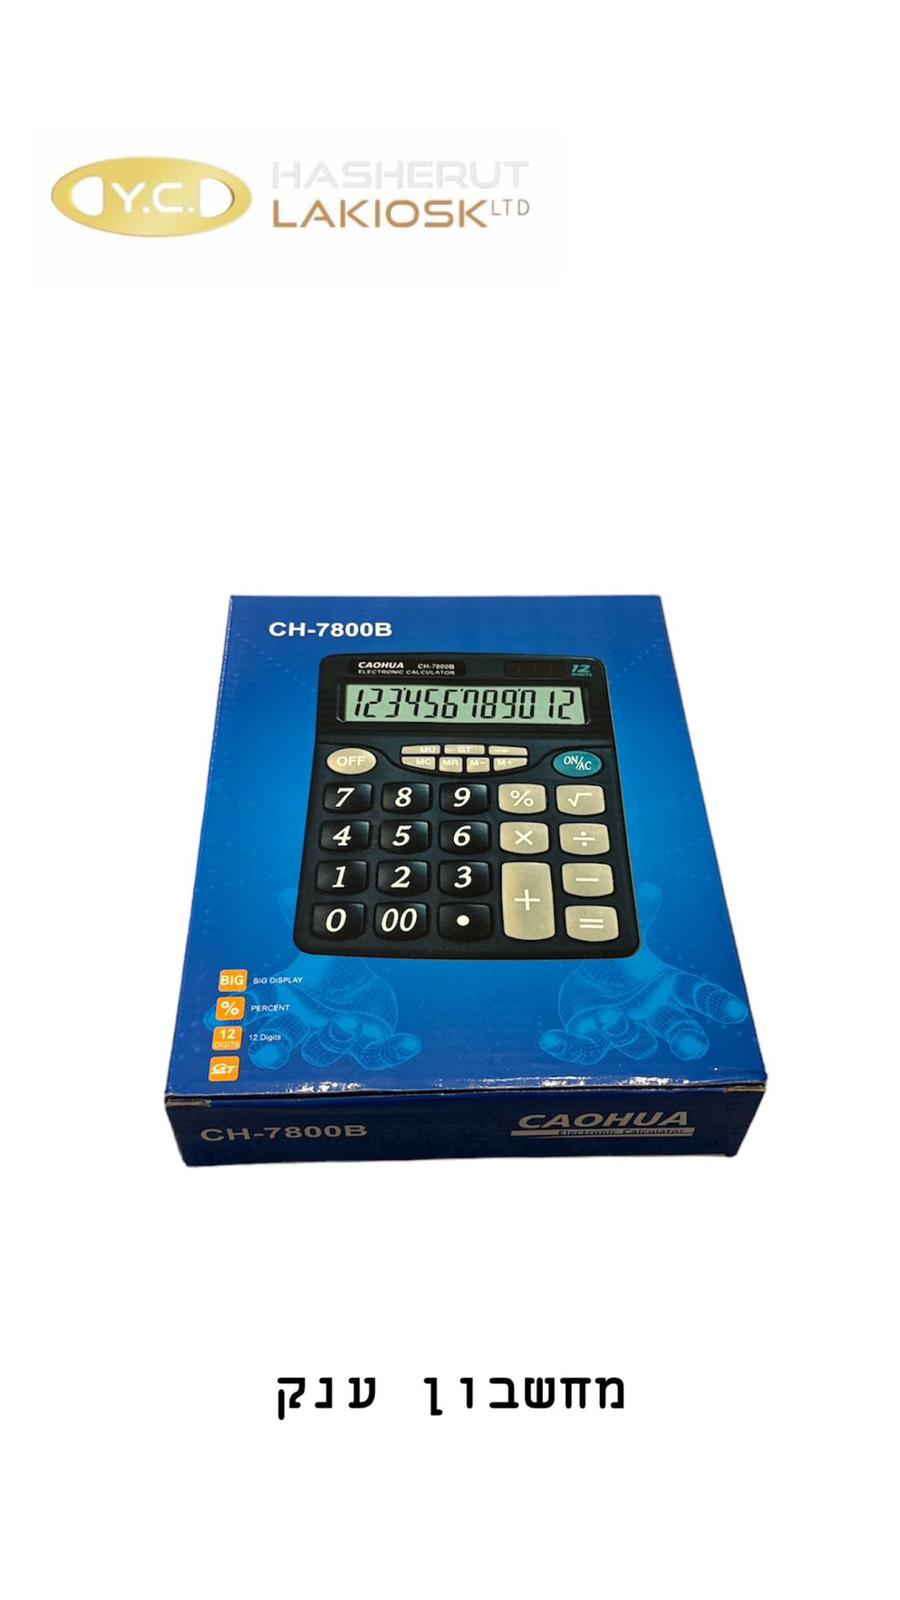 Y.C.
HASHERUT
LAKIOSK LTD
CH-7800B
CAOHUA CH-7800B
ELECTRONIC CALCULATOR
12
DIGITS
123456789012
MU GT
OFF MC MR M- M+ ON/AC
7 8 9 % √
4 5 6 × ÷
1 2 3 + −
0 00 • =
BIG BIG DISPLAY
% PERCENT
12 DIGITS 12 Digits
GT
CH-7800B
CAOHUA
Electronic Calculator
מחשבון ענק